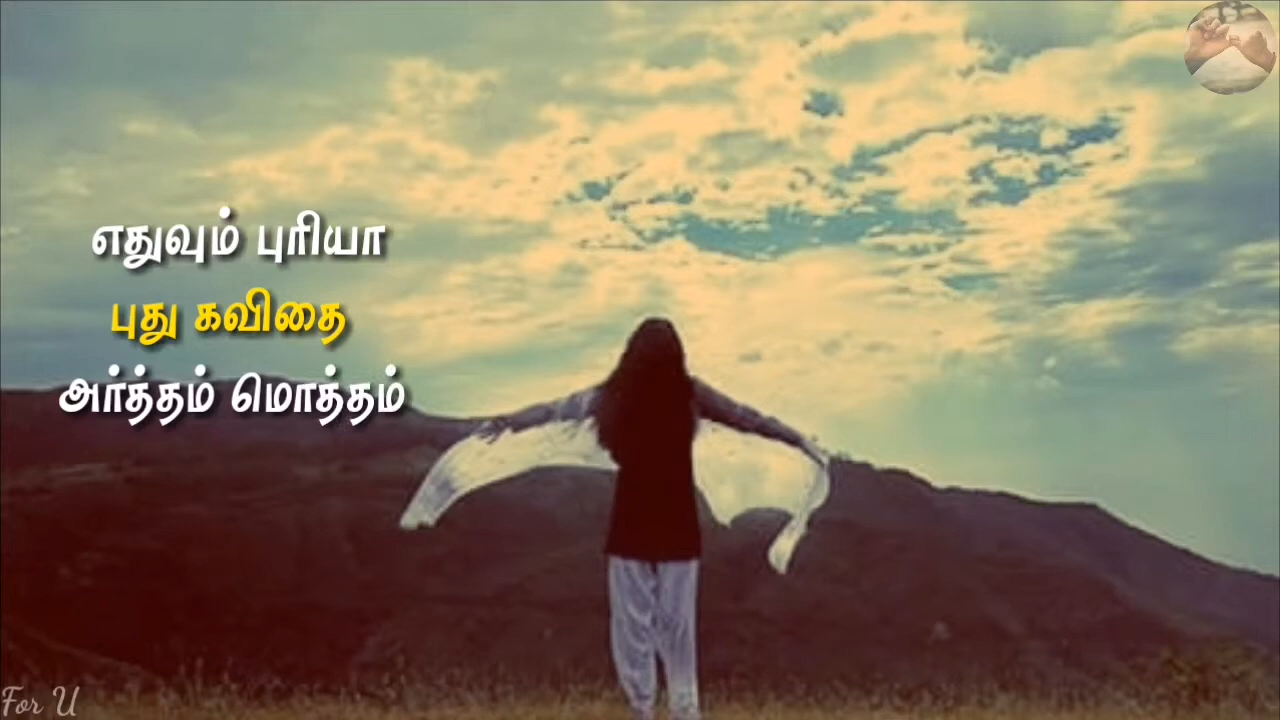 எதுவும் புரியா
புது கவிதை
அர்த்தம் மொத்தம்
For U